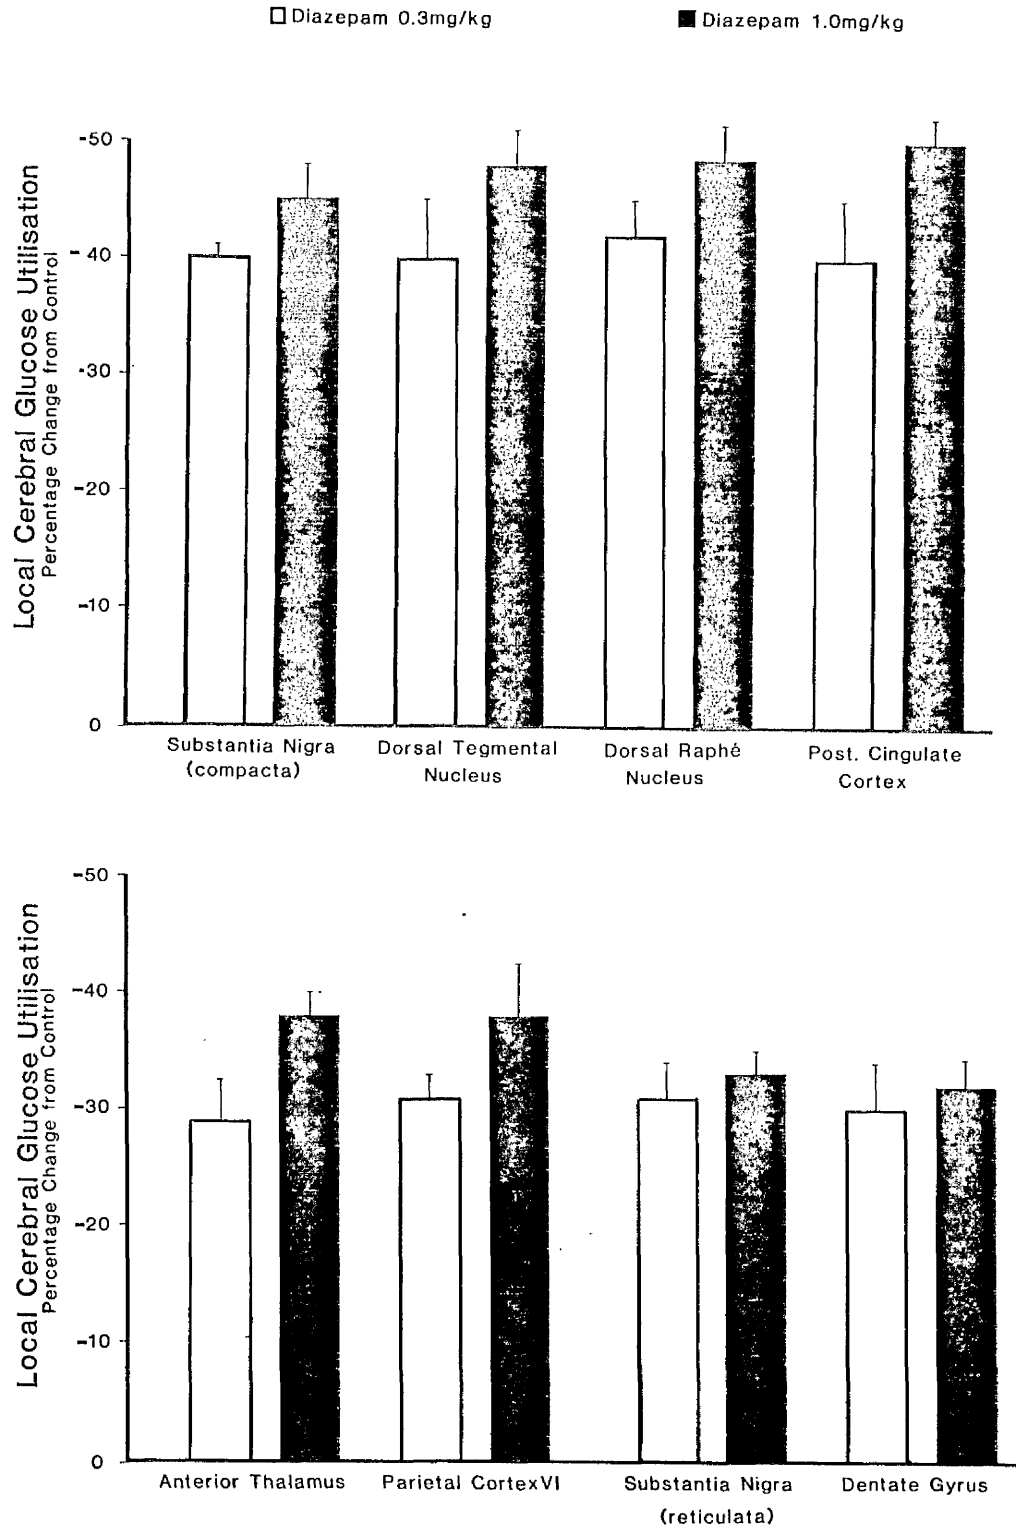 Diazepam 0.3mg/kg
Diazepam 1.0mg/kg
Local Cerebral Glucose Utilisation
Percentage Change from Control
-50
-40
-30
-20
-10
0
Substantia Nigra
(compacta)
Dorsal Tegmental
Nucleus
Dorsal Raphé
Nucleus
Post. Cingulate
Cortex
Local Cerebral Glucose Utilisation
Percentage Change from Control
-50
-40
-30
-20
-10
0
Anterior Thalamus
Parietal CortexVI
Substantia Nigra
(reticulata)
Dentate Gyrus